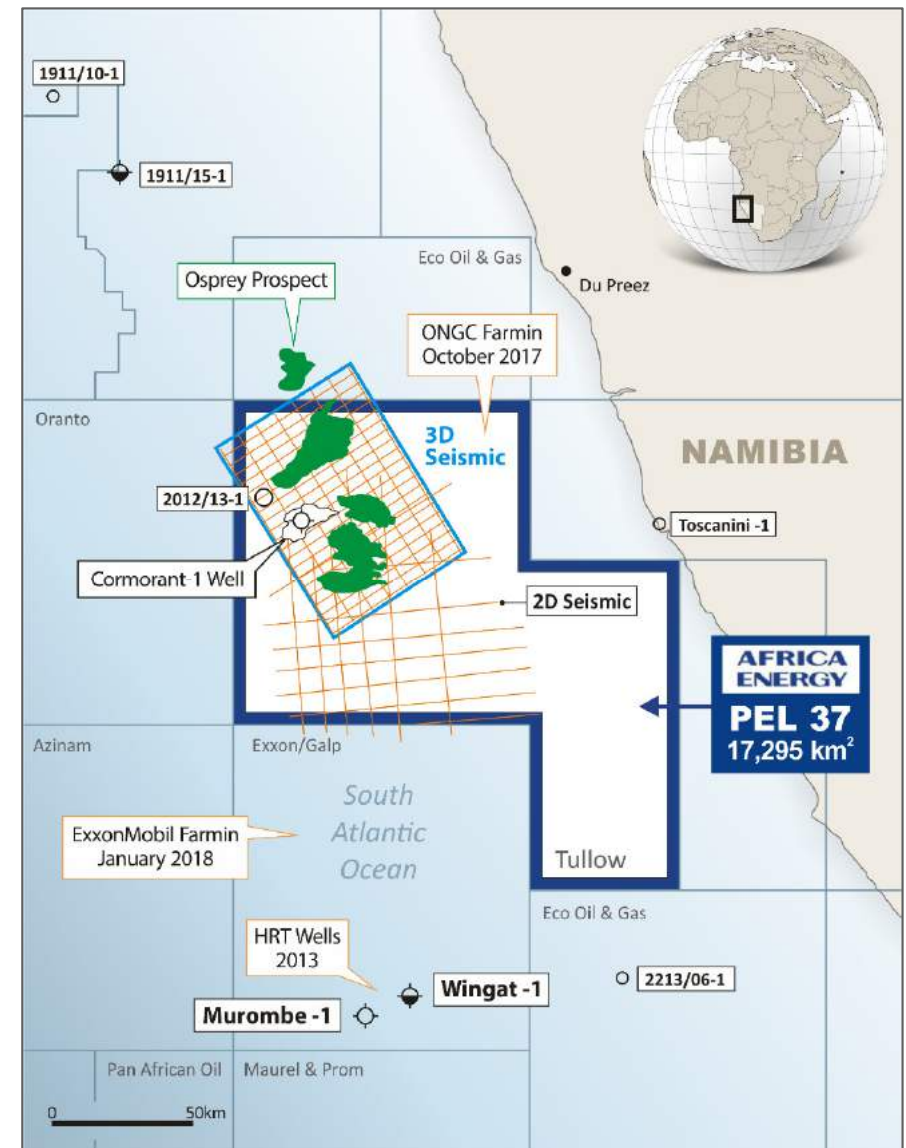 1911/10-1
1911/15-1
Eco Oil & Gas
Osprey Prospect
Du Preez
ONGC Farmin
October 2017
Oranto
3D
Seismic
NAMIBIA
2012/13-1
Toscanini -1
Cormorant-1 Well
2D Seismic
AFRICA
ENERGY
PEL 37
17,295 km²
Azinam
Exxon/Galp
South
Atlantic
Ocean
ExxonMobil Farmin
January 2018
Tullow
Eco Oil & Gas
HRT Wells
2013
Wingat -1
2213/06-1
Murombe -1
Pan African Oil
Maurel & Prom
0 50km